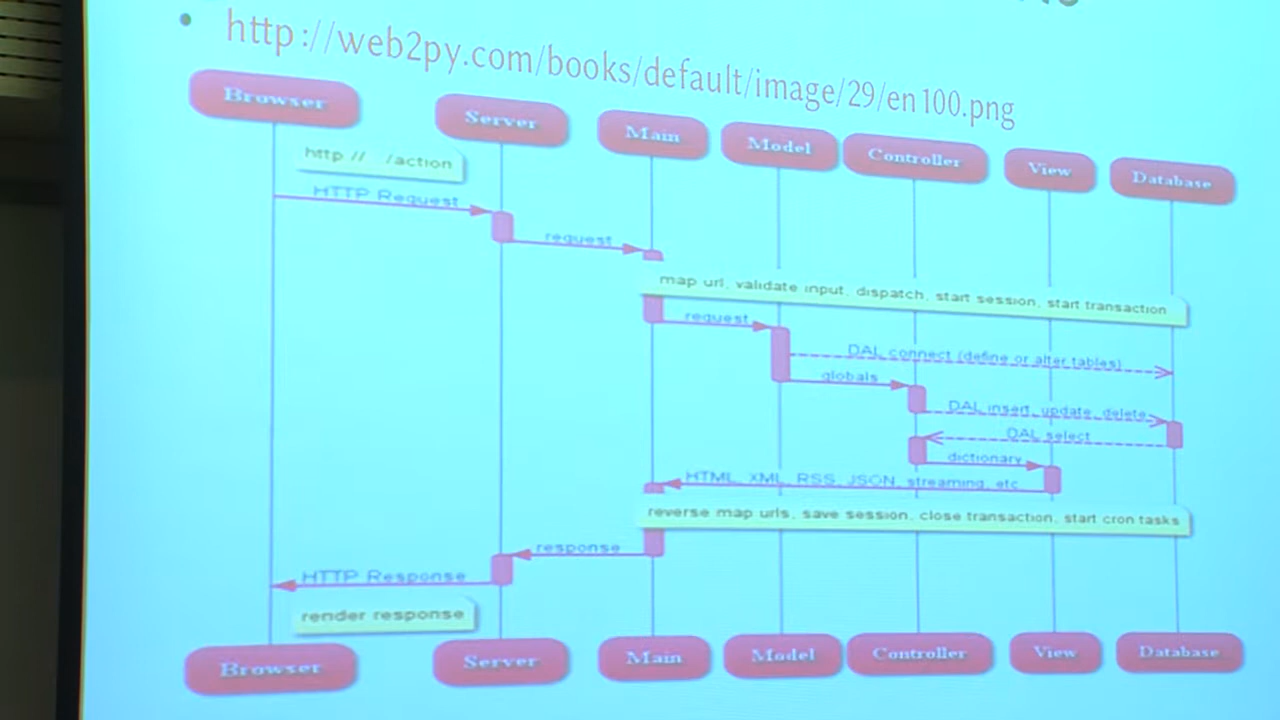 • http://web2py.com/books/default/image/29/en100.png
Browser
Server
Main
Model
Controller
View
Database
http // /action
HTTP Request
request
map url, validate input, dispatch, start session, start transaction
request
DAL connect (define or alter tables)
globals
DAL insert, update, delete
DAL select
dictionary
HTML, XML, RSS, JSON, streaming, etc
reverse map urls, save session, close transaction, start cron tasks
response
HTTP Response
render response
Browser
Server
Main
Model
Controller
View
Database